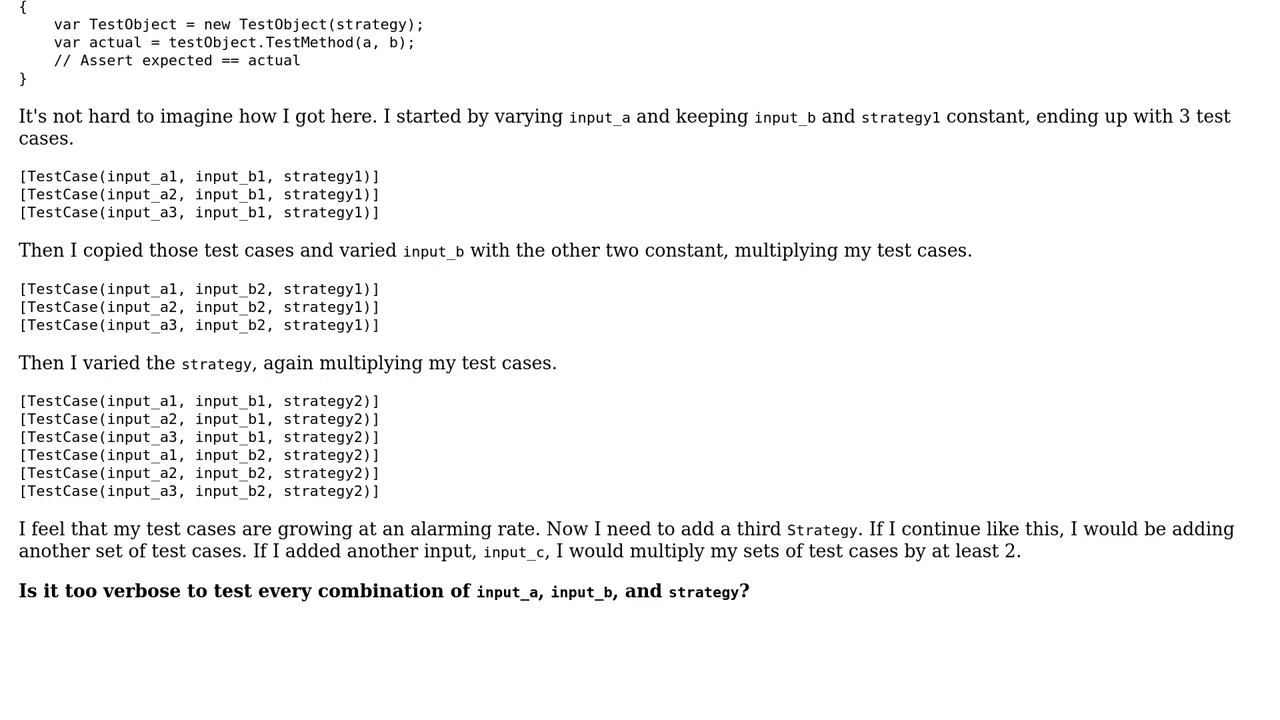 {
    var TestObject = new TestObject(strategy);
    var actual = testObject.TestMethod(a, b);
    // Assert expected == actual
}
It's not hard to imagine how I got here. I started by varying input_a and keeping input_b and strategy1 constant, ending up with 3 test
cases.
[TestCase(input_a1, input_b1, strategy1)]
[TestCase(input_a2, input_b1, strategy1)]
[TestCase(input_a3, input_b1, strategy1)]
Then I copied those test cases and varied input_b with the other two constant, multiplying my test cases.
[TestCase(input_a1, input_b2, strategy1)]
[TestCase(input_a2, input_b2, strategy1)]
[TestCase(input_a3, input_b2, strategy1)]
Then I varied the strategy, again multiplying my test cases.
[TestCase(input_a1, input_b1, strategy2)]
[TestCase(input_a2, input_b1, strategy2)]
[TestCase(input_a3, input_b1, strategy2)]
[TestCase(input_a1, input_b2, strategy2)]
[TestCase(input_a2, input_b2, strategy2)]
[TestCase(input_a3, input_b2, strategy2)]
I feel that my test cases are growing at an alarming rate. Now I need to add a third Strategy. If I continue like this, I would be adding
another set of test cases. If I added another input, input_c, I would multiply my sets of test cases by at least 2.
Is it too verbose to test every combination of input_a, input_b, and strategy?